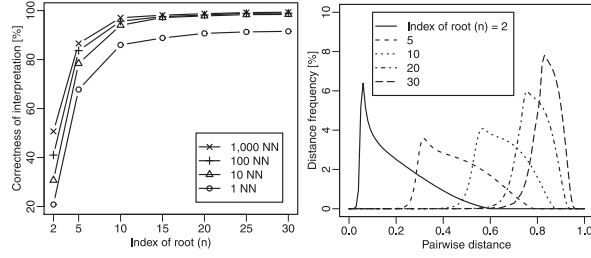 Correctness of interpretation [%]
100
80
60
40
20
1,000 NN
100 NN
10 NN
1 NN
2 5 10 15 20 25 30
Index of root (n)
Distance frequency [%]
10
8
6
4
2
0
Index of root (n) = 2
5
10
20
30
0.0 0.2 0.4 0.6 0.8 1.0
Pairwise distance